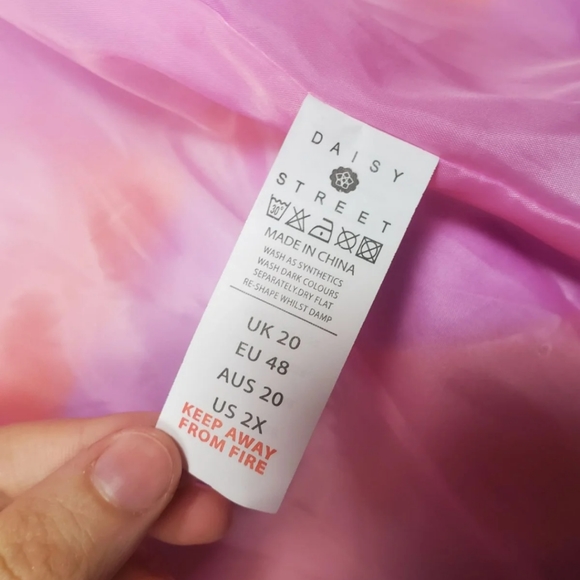 DAISY
STREET
30°
MADE IN CHINA
WASH AS SYNTHETICS
WASH DARK COLOURS
SEPARATELY.DRY FLAT
RE-SHAPE WHILST DAMP
UK 20
EU 48
AUS 20
US 2X
KEEP AWAY
FROM FIRE